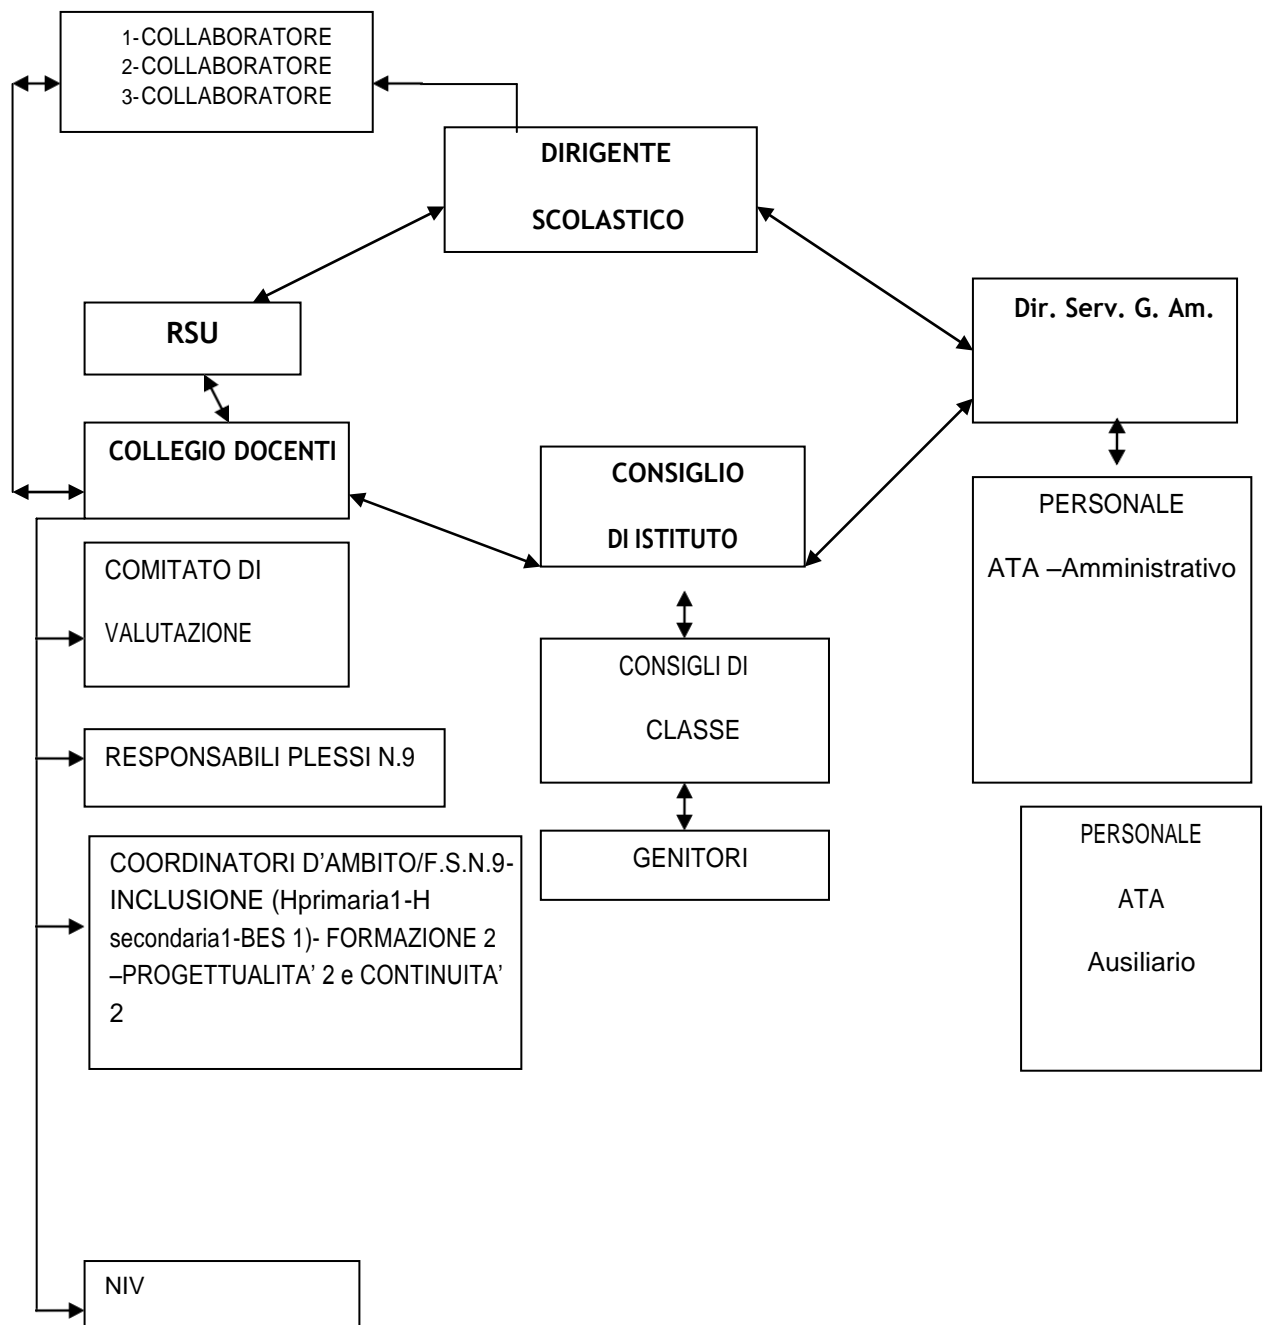 1-COLLABORATORE
2-COLLABORATORE
3-COLLABORATORE
DIRIGENTE
SCOLASTICO
RSU
Dir. Serv. G. Am.
COLLEGIO DOCENTI
CONSIGLIO
DI ISTITUTO
PERSONALE
ATA –Amministrativo
COMITATO DI
VALUTAZIONE
CONSIGLI DI
CLASSE
RESPONSABILI PLESSI N.9
GENITORI
PERSONALE
ATA
Ausiliario
COORDINATORI D’AMBITO/F.S.N.9-
INCLUSIONE (Hprimaria1-H
secondaria1-BES 1)- FORMAZIONE 2
–PROGETTUALITA’ 2 e CONTINUITA’
2
NIV